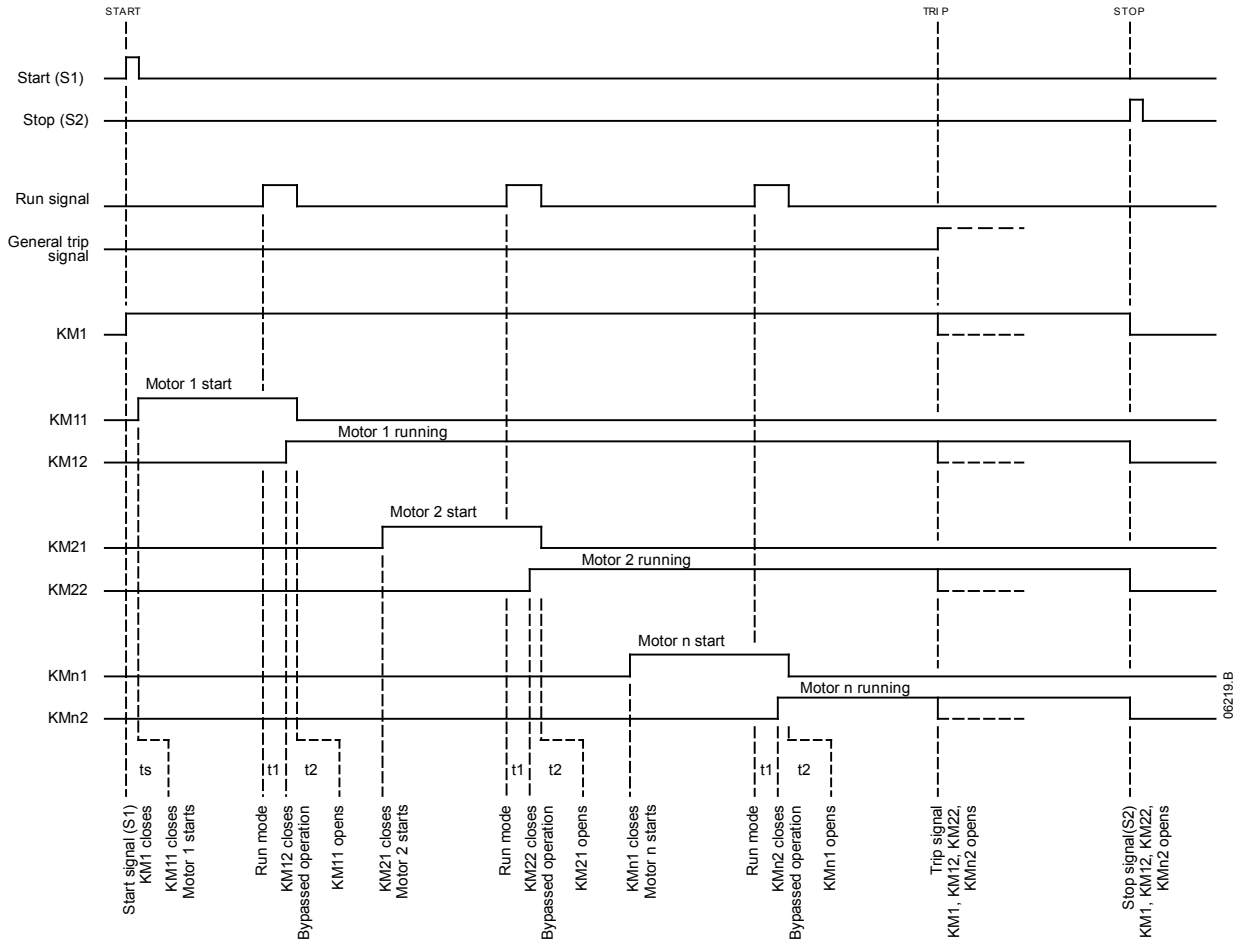 START
TRIP
STOP
Start (S1)
Stop (S2)
Run signal
General trip
signal
KM1
Motor 1 start
KM11
Motor 1 running
KM12
Motor 2 start
KM21
Motor 2 running
KM22
Motor n start
KMn1
Motor n running
KMn2
06219.B
ts
t1
t2
t1
t2
t1
t2
Start signal (S1)
KM1 closes
KM11 closes
Motor 1 starts
Run mode
KM12 closes
Bypassed operation
KM11 opens
KM21 closes
Motor 2 starts
Run mode
KM22 closes
Bypassed operation
KM21 opens
KMn1 closes
Motor n starts
Run mode
KMn2 closes
Bypassed operation
KMn1 opens
Trip signal
KM1, KM12, KM22,
KMn2 opens
Stop signal(S2)
KM1, KM12, KM22,
KMn2 opens